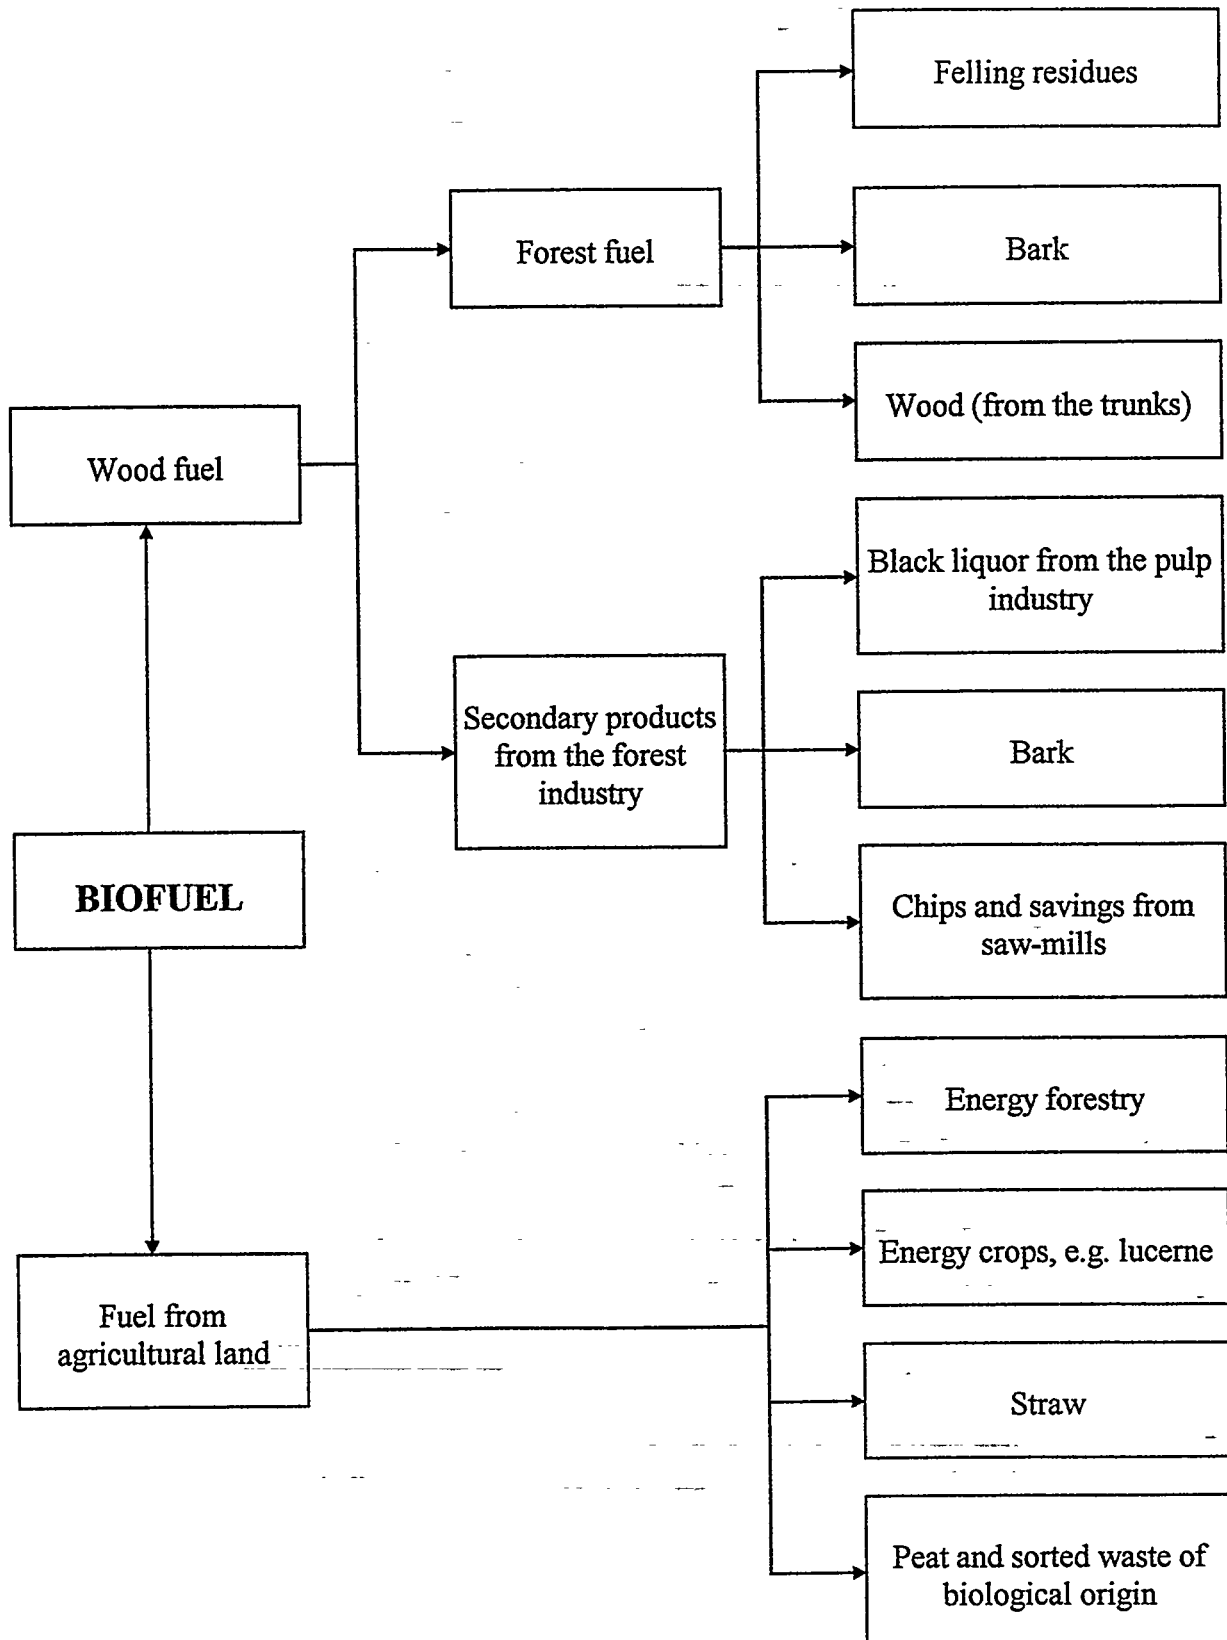 Felling residues
Forest fuel
Bark
Wood (from the trunks)
Wood fuel
Black liquor from the pulp
industry
Secondary products
from the forest
industry
Bark
BIOFUEL
Chips and savings from
saw-mills
Energy forestry
Energy crops, e.g. lucerne
Fuel from
agricultural land
Straw
Peat and sorted waste of
biological origin